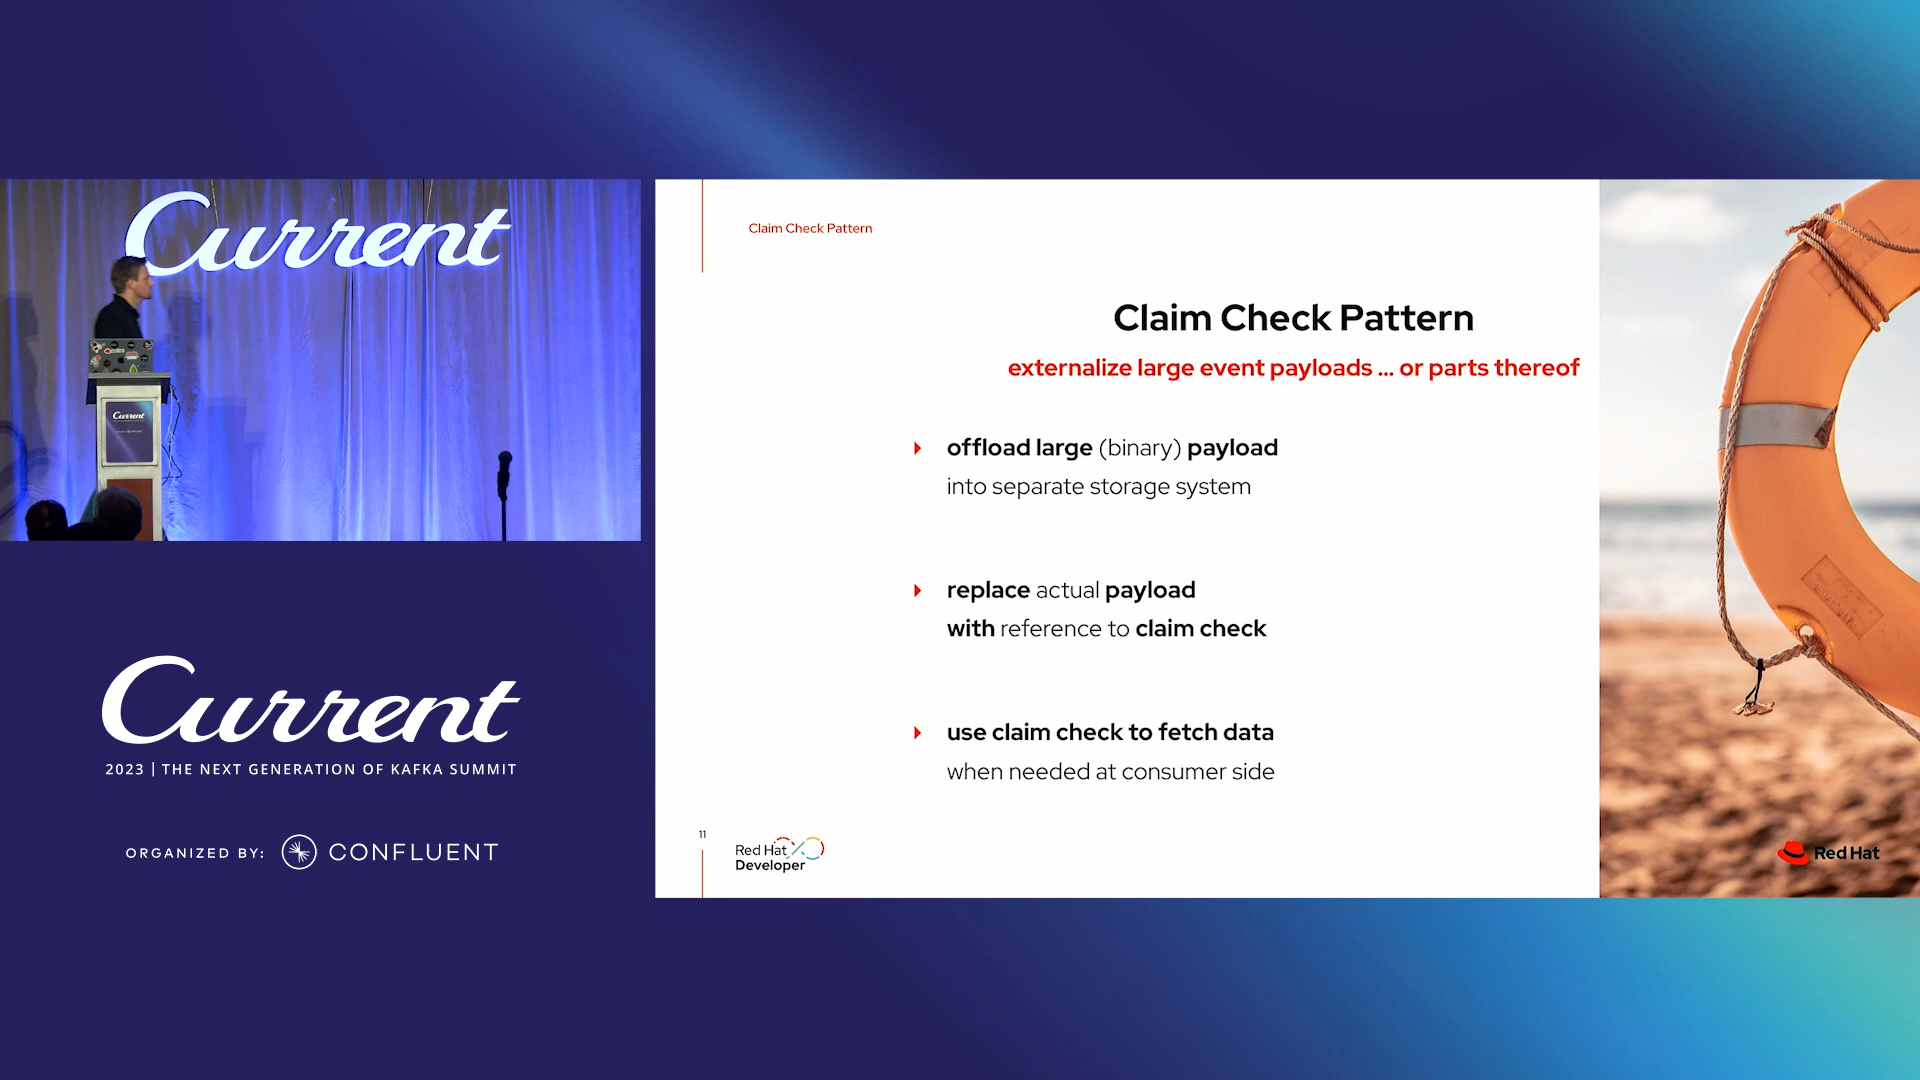 Current
Current
Current
2023 | THE NEXT GENERATION OF KAFKA SUMMIT
ORGANIZED BY: CONFLUENT
Claim Check Pattern
Claim Check Pattern
externalize large event payloads ... or parts thereof
offload large (binary) payload
into separate storage system
replace actual payload
with reference to claim check
use claim check to fetch data
when needed at consumer side
11
Red Hat
Developer
Red Hat